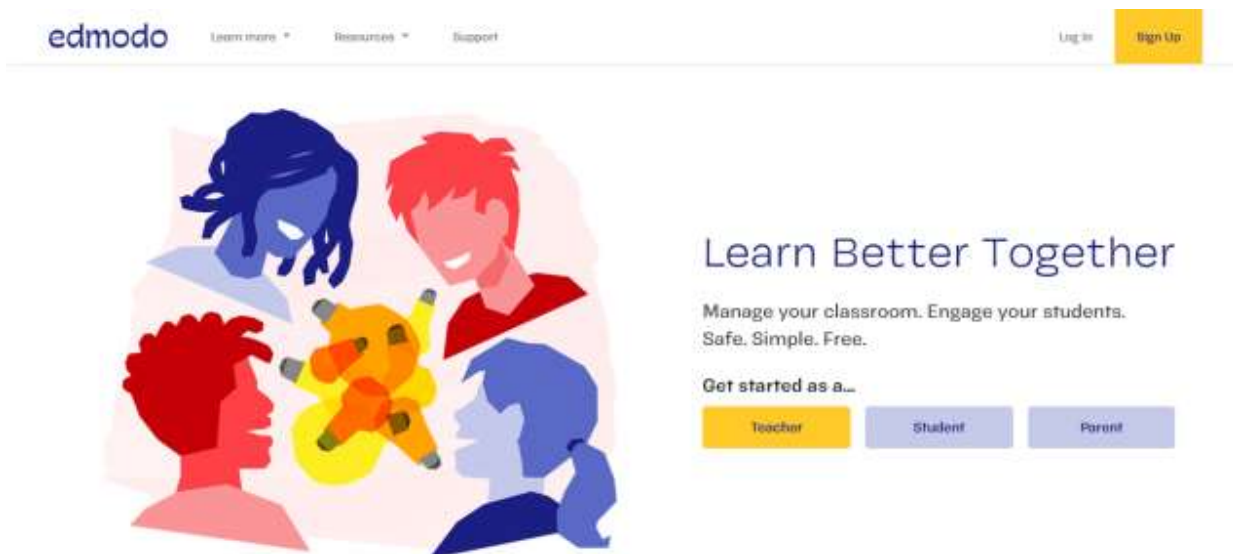 edmodo Learn more Resources Support Log In Sign Up
Learn Better Together
Manage your classroom. Engage your students.
Safe. Simple. Free.
Get started as a...
Teacher Student Parent